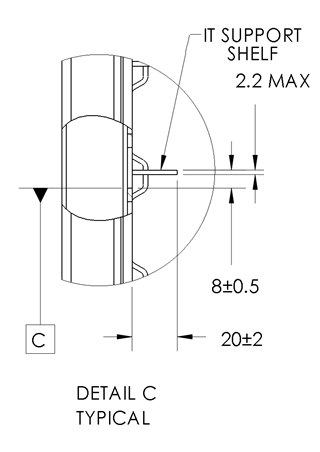 IT SUPPORT
SHELF
2.2 MAX
8±0.5
C
20±2
DETAIL C
TYPICAL